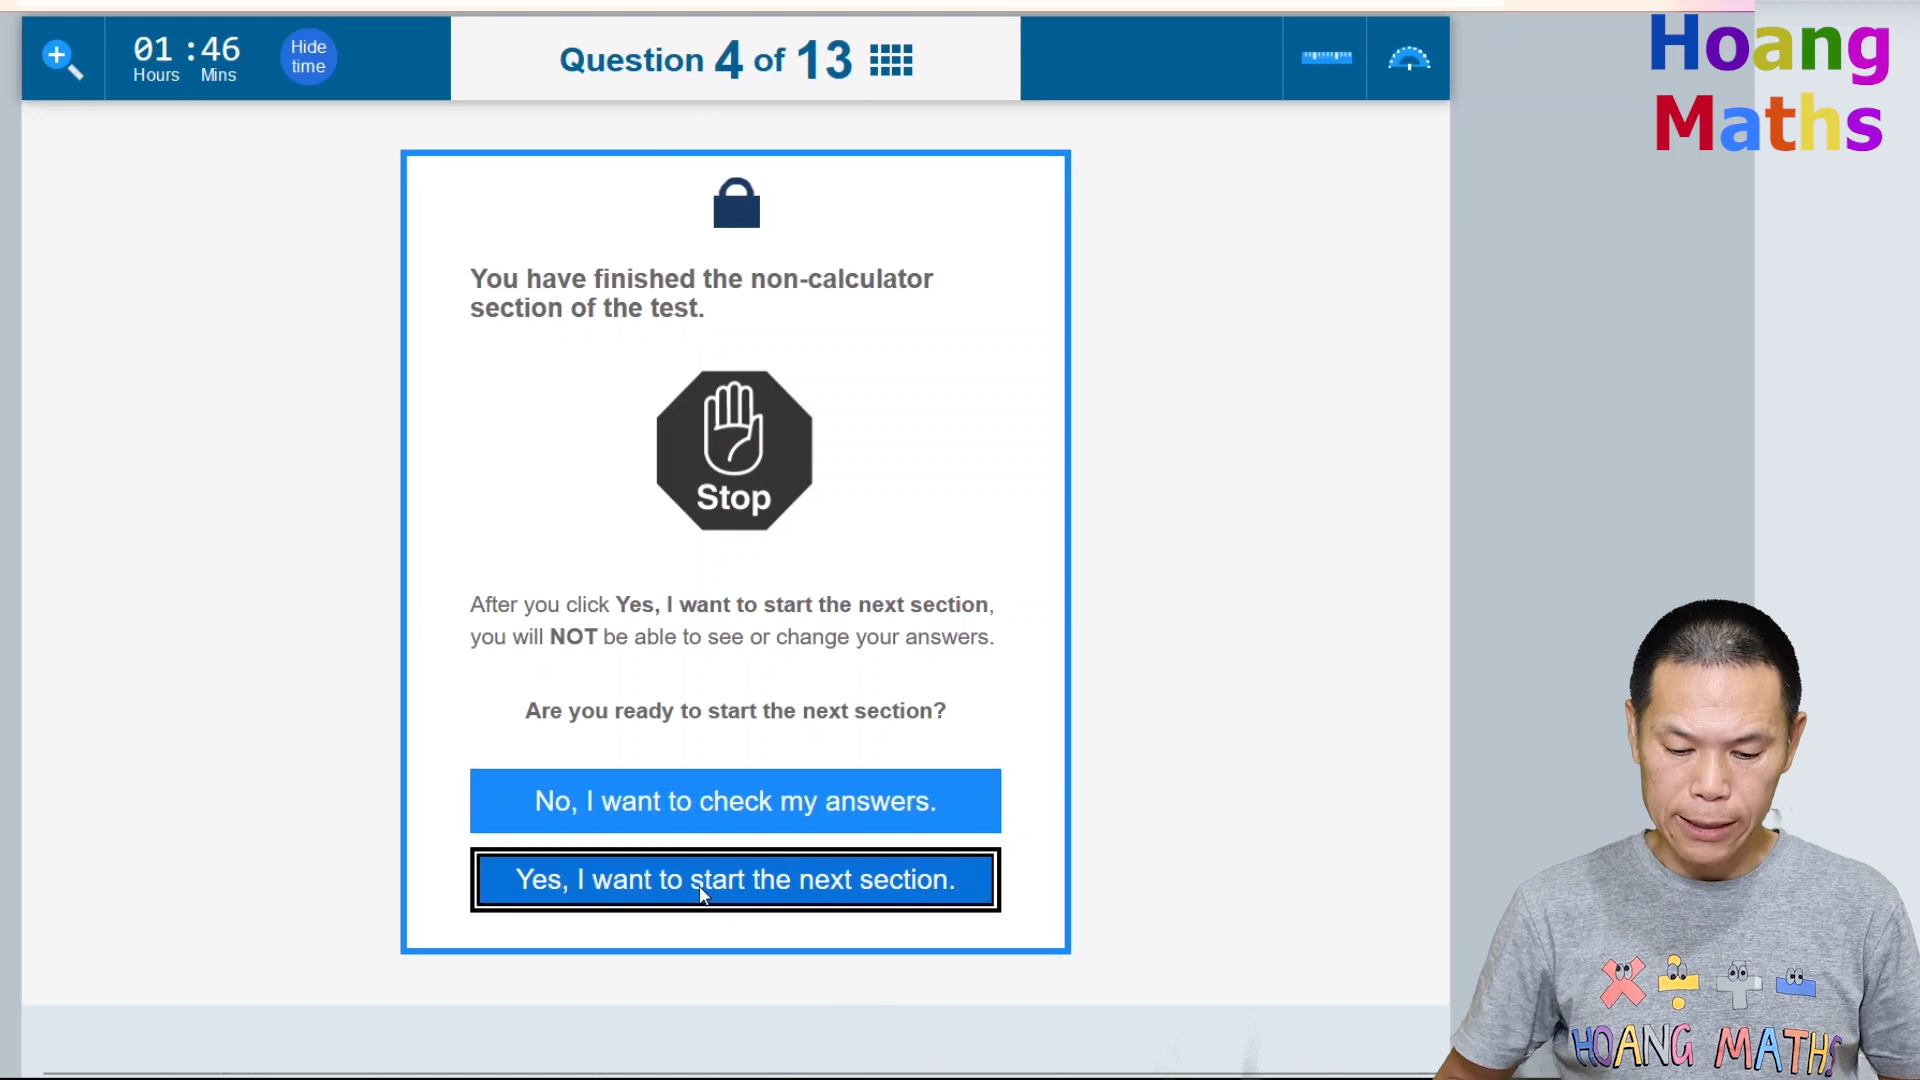 01 : 46
Hours Mins
Hide
time
Question 4 of 13
Hoang
Maths
You have finished the non-calculator
section of the test.
Stop
After you click Yes, I want to start the next section,
you will NOT be able to see or change your answers.
Are you ready to start the next section?
No, I want to check my answers.
Yes, I want to start the next section.
HOANG MATHS